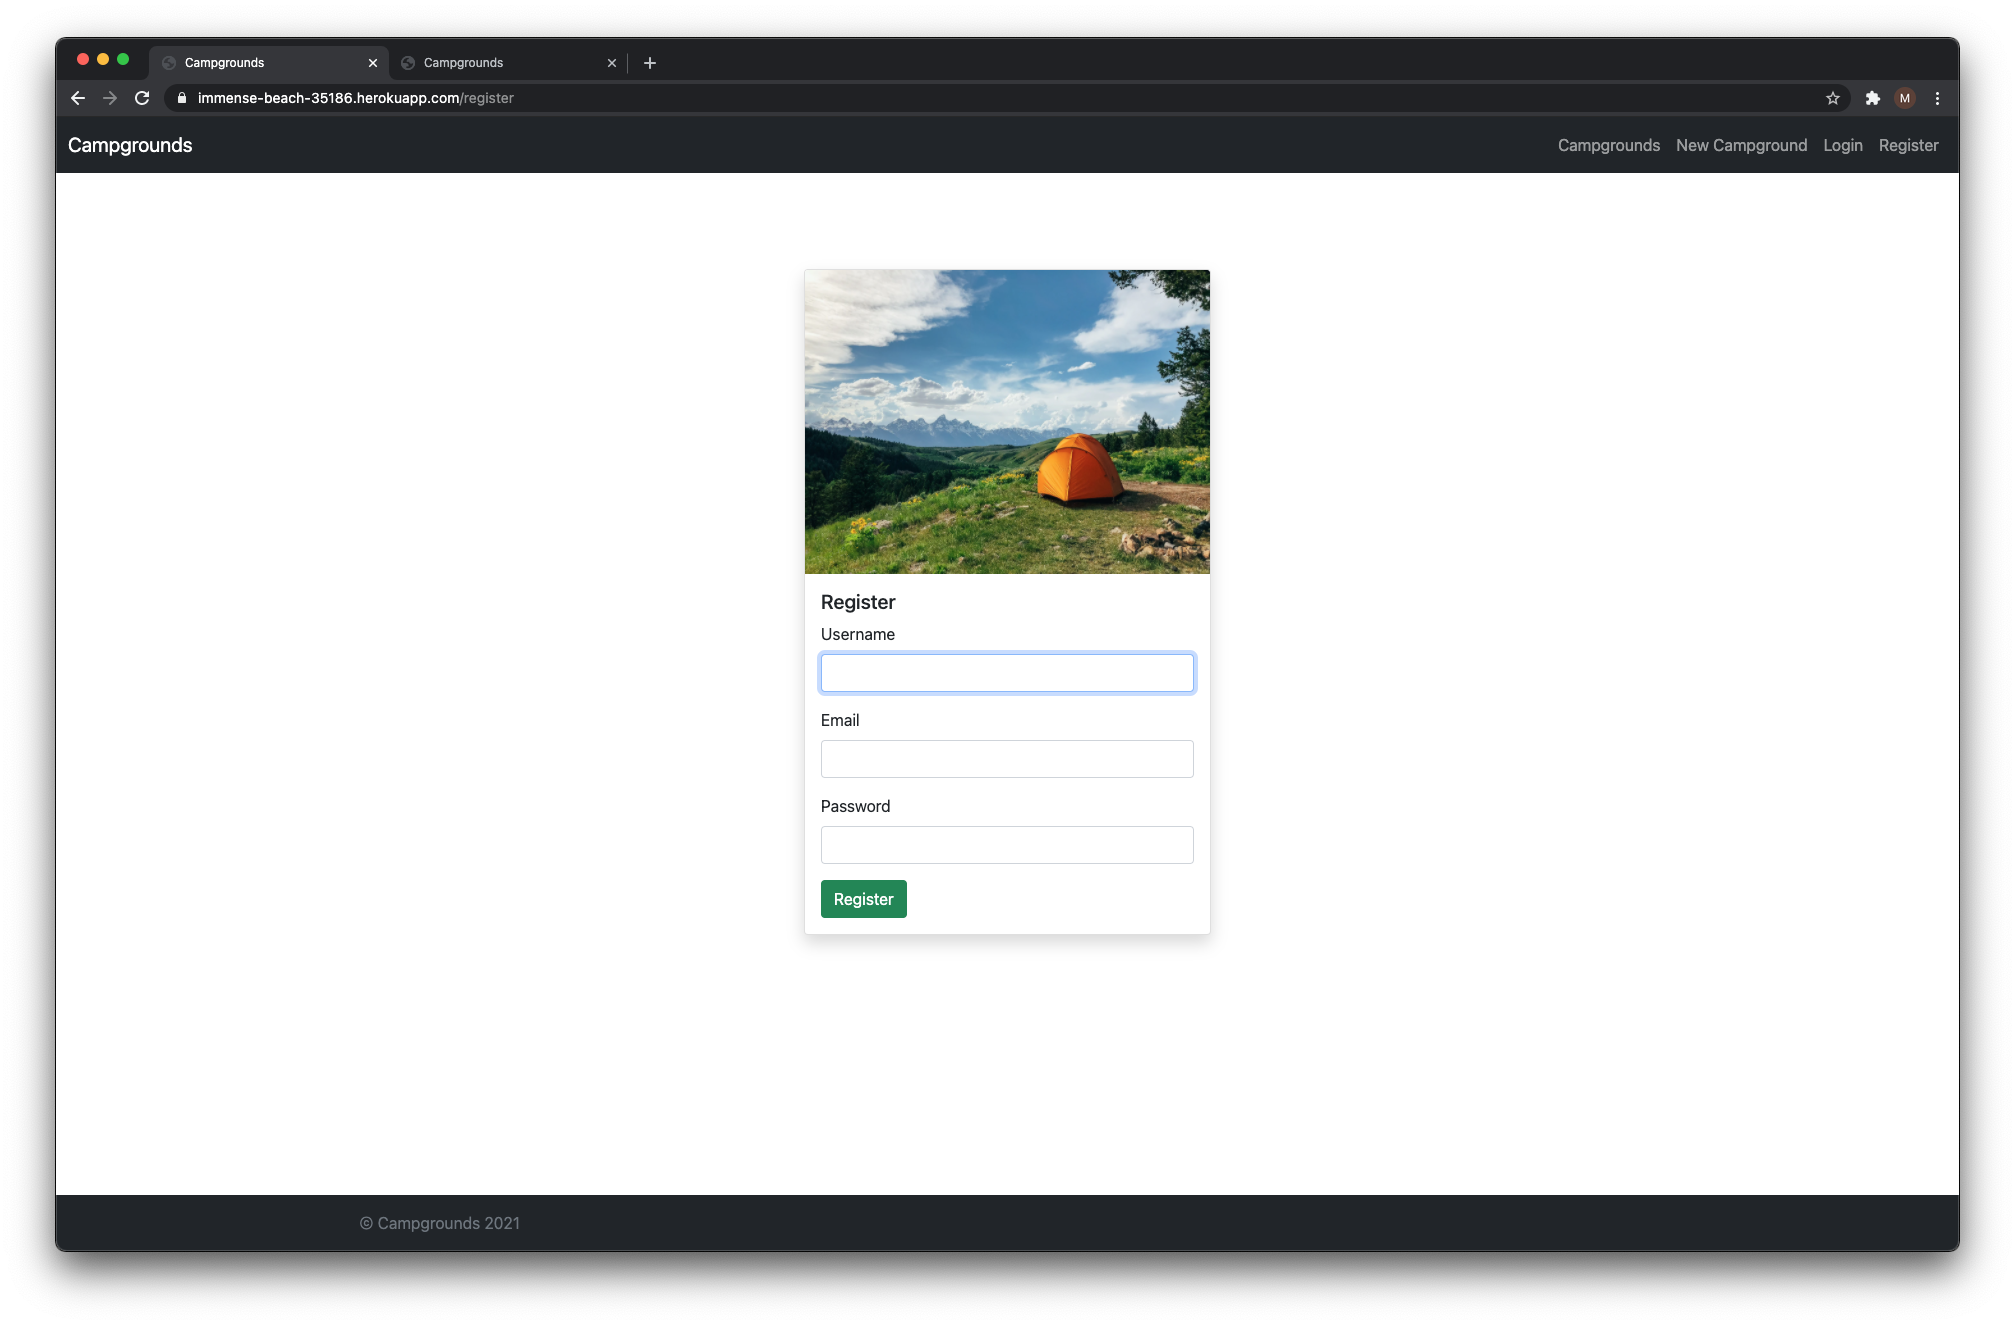 Campgrounds
Campgrounds
immense-beach-35186.herokuapp.com/register
M
Campgrounds
Campgrounds New Campground Login Register
Register
Username
Email
Password
Register
© Campgrounds 2021